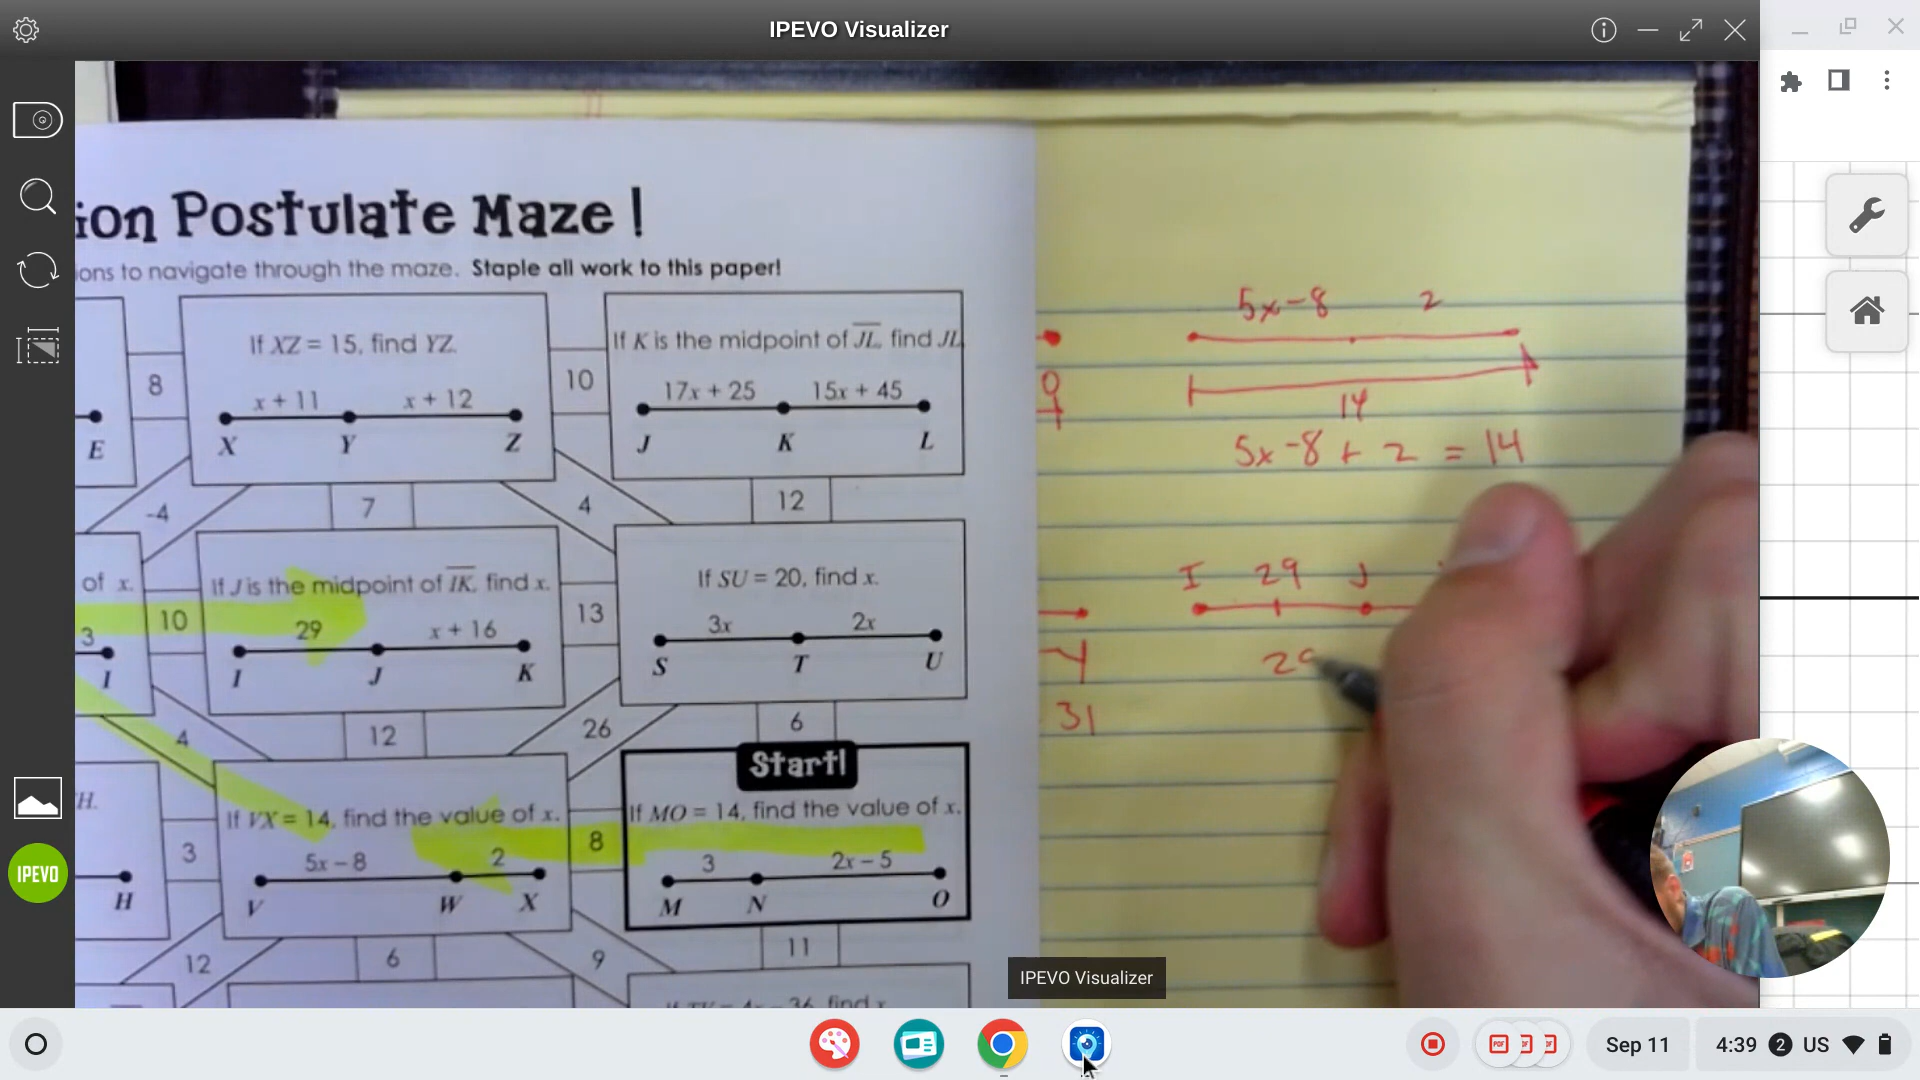 IPEVO Visualizer
ion Postulate Maze!
ions to navigate through the maze. Staple all work to this paper!
E
8
If XZ = 15, find YZ.
x + 11 x + 12
X Y Z
10
If K is the midpoint of JL, find JL
17x + 25 15x + 45
J K L
-4
7
4
12
of x.
3
I
10
If J is the midpoint of IK, find x.
29 x + 16
I J K
13
If SU = 20, find x.
3x 2x
S T U
4
12
26
6
Start!
H.
H
3
If VX = 14, find the value of x.
5x – 8 2
V W X
8
If MO = 14, find the value of x.
3 2x – 5
M N O
12
6
9
11
5x-8 2
14
5x -8 + 2 = 14
I 29 J
29
31
IPEVO
IPEVO Visualizer
PDF
Sep 11
4:39 2 US